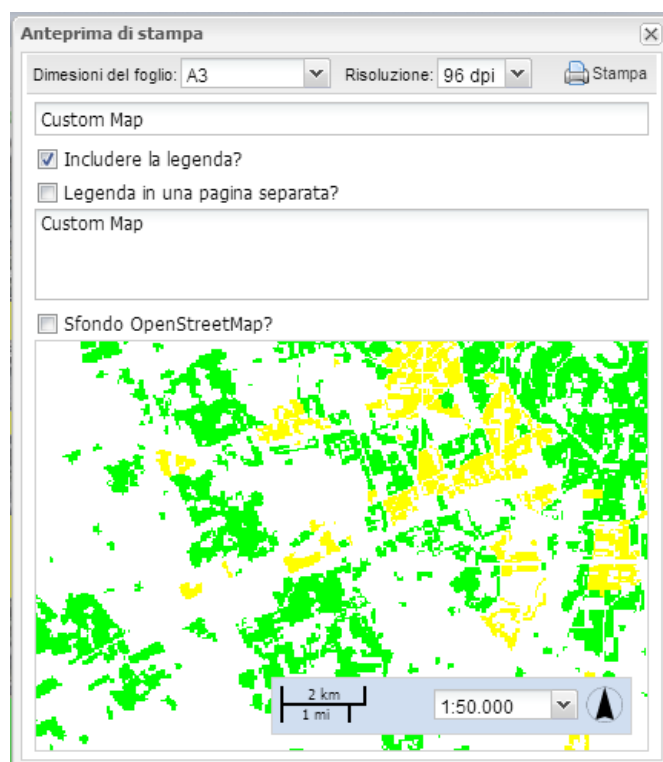 Anteprima di stampa
Dimesioni del foglio: A3 Risoluzione: 96 dpi Stampa
Custom Map
Includere la legenda?
Legenda in una pagina separata?
Custom Map
Sfondo OpenStreetMap?
2 km
1 mi
1:50.000